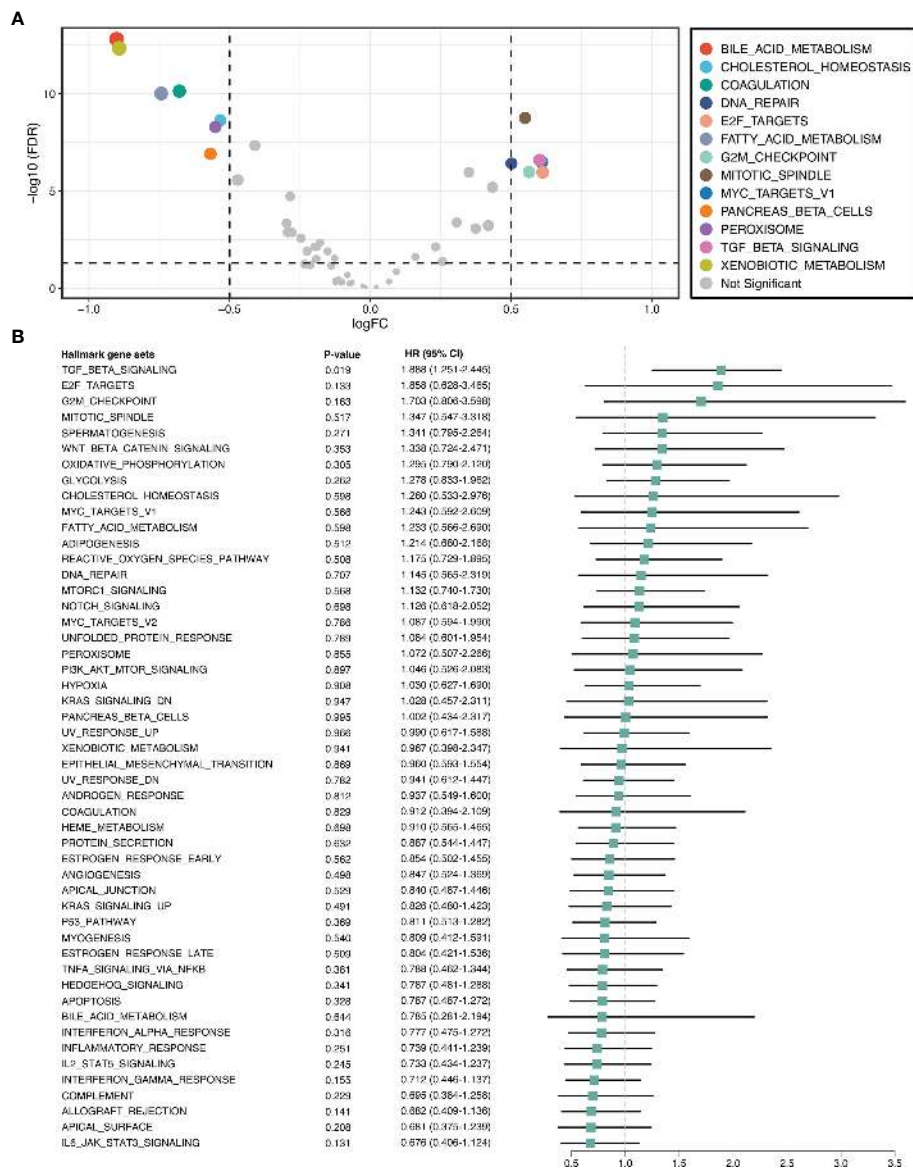 A
-log10 (FDR)
10
5
0
-1.0
-0.5
0.0
0.5
1.0
logFC
BILE_ACID_METABOLISM
CHOLESTEROL_HOMEOSTASIS
COAGULATION
DNA_REPAIR
E2F_TARGETS
FATTY_ACID_METABOLISM
G2M_CHECKPOINT
MITOTIC_SPINDLE
MYC_TARGETS_V1
PANCREAS_BETA_CELLS
PEROXISOME
TGF_BETA_SIGNALING
XENOBIOTIC_METABOLISM
Not Significant
B
Hallmark gene sets P-value HR (95% CI)
TGF_BETA_SIGNALING 0.019 1.888 (1.251-2.445)
E2F_TARGETS 0.133 1.858 (0.628-3.465)
G2M_CHECKPOINT 0.163 1.703 (0.806-3.598)
MITOTIC_SPINDLE 0.517 1.347 (0.547-3.318)
SPERMATOGENESIS 0.271 1.341 (0.795-2.264)
WNT_BETA_CATENIN_SIGNALING 0.353 1.338 (0.724-2.471)
OXIDATIVE_PHOSPHORYLATION 0.305 1.295 (0.790-2.120)
GLYCOLYSIS 0.262 1.278 (0.833-1.962)
CHOLESTEROL_HOMEOSTASIS 0.598 1.260 (0.533-2.976)
MYC_TARGETS_V1 0.566 1.243 (0.592-2.609)
FATTY_ACID_METABOLISM 0.598 1.233 (0.566-2.690)
ADIPOGENESIS 0.512 1.214 (0.680-2.168)
REACTIVE_OXYGEN_SPECIES_PATHWAY 0.508 1.175 (0.729-1.895)
DNA_REPAIR 0.707 1.145 (0.565-2.319)
MTORC1_SIGNALING 0.568 1.132 (0.740-1.730)
NOTCH_SIGNALING 0.698 1.126 (0.618-2.052)
MYC_TARGETS_V2 0.786 1.087 (0.594-1.990)
UNFOLDED_PROTEIN_RESPONSE 0.789 1.084 (0.601-1.954)
PEROXISOME 0.855 1.072 (0.507-2.266)
PI3K_AKT_MTOR_SIGNALING 0.897 1.046 (0.526-2.083)
HYPOXIA 0.908 1.030 (0.627-1.690)
KRAS_SIGNALING_DN 0.947 1.028 (0.457-2.311)
PANCREAS_BETA_CELLS 0.995 1.002 (0.434-2.317)
UV_RESPONSE_UP 0.966 0.990 (0.617-1.588)
XENOBIOTIC_METABOLISM 0.941 0.967 (0.398-2.347)
EPITHELIAL_MESENCHYMAL_TRANSITION 0.869 0.960 (0.593-1.554)
UV_RESPONSE_DN 0.782 0.941 (0.612-1.447)
ANDROGEN_RESPONSE 0.812 0.937 (0.549-1.600)
COAGULATION 0.829 0.912 (0.394-2.109)
HEME_METABOLISM 0.698 0.910 (0.565-1.465)
PROTEIN_SECRETION 0.632 0.887 (0.544-1.447)
ESTROGEN_RESPONSE_EARLY 0.562 0.854 (0.502-1.455)
ANGIOGENESIS 0.498 0.847 (0.524-1.369)
APICAL_JUNCTION 0.529 0.840 (0.487-1.446)
KRAS_SIGNALING_UP 0.491 0.826 (0.480-1.423)
P53_PATHWAY 0.369 0.811 (0.513-1.282)
MYOGENESIS 0.540 0.809 (0.412-1.591)
ESTROGEN_RESPONSE_LATE 0.509 0.804 (0.421-1.536)
TNFA_SIGNALING_VIA_NFKB 0.381 0.788 (0.462-1.344)
HEDGEHOG_SIGNALING 0.341 0.787 (0.481-1.288)
APOPTOSIS 0.328 0.787 (0.487-1.272)
BILE_ACID_METABOLISM 0.644 0.785 (0.281-2.194)
INTERFERON_ALPHA_RESPONSE 0.316 0.777 (0.475-1.272)
INFLAMMATORY_RESPONSE 0.251 0.739 (0.441-1.239)
IL2_STAT5_SIGNALING 0.245 0.733 (0.434-1.237)
INTERFERON_GAMMA_RESPONSE 0.155 0.712 (0.446-1.137)
COMPLEMENT 0.229 0.695 (0.384-1.258)
ALLOGRAFT_REJECTION 0.141 0.682 (0.409-1.136)
APICAL_SURFACE 0.208 0.681 (0.375-1.239)
IL6_JAK_STAT3_SIGNALING 0.131 0.676 (0.406-1.124)
0.5 1.0 1.5 2.0 2.5 3.0 3.5